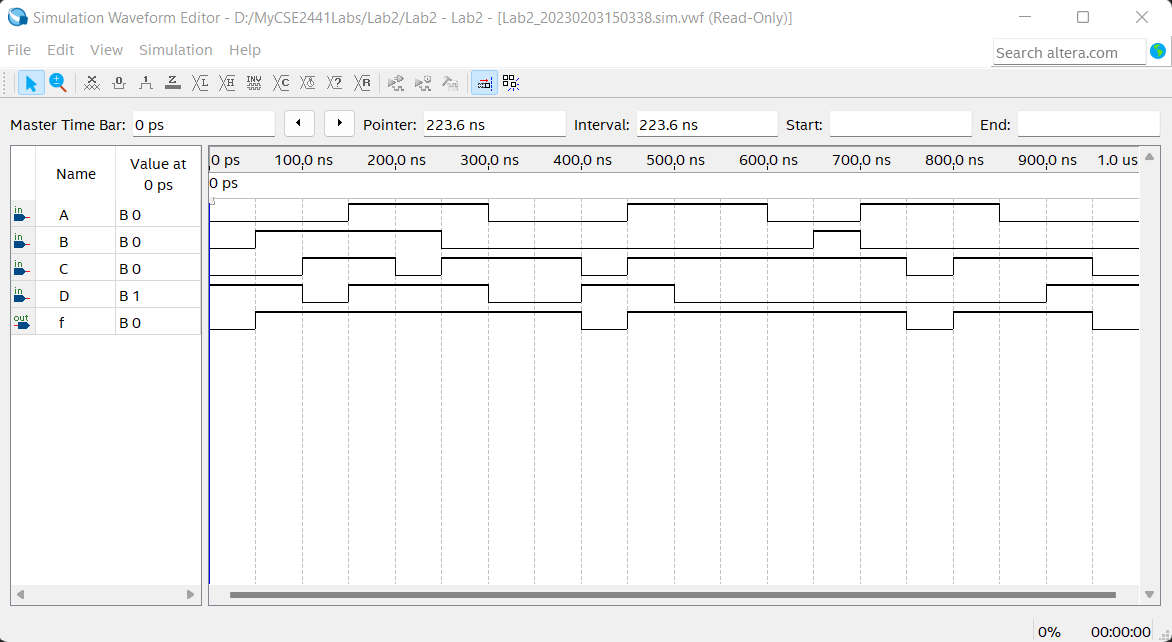 Simulation Waveform Editor - D:/MyCSE2441Labs/Lab2/Lab2 - Lab2 - [Lab2_20230203150338.sim.vwf (Read-Only)]
File Edit View Simulation Help
Search altera.com
Master Time Bar: 0 ps Pointer: 223.6 ns Interval: 223.6 ns Start: End:
Name Value at 0 ps
0 ps 100.0 ns 200.0 ns 300.0 ns 400.0 ns 500.0 ns 600.0 ns 700.0 ns 800.0 ns 900.0 ns 1.0 us
0 ps
in A B 0
in B B 0
in C B 0
in D B 1
out f B 0
0% 00:00:00